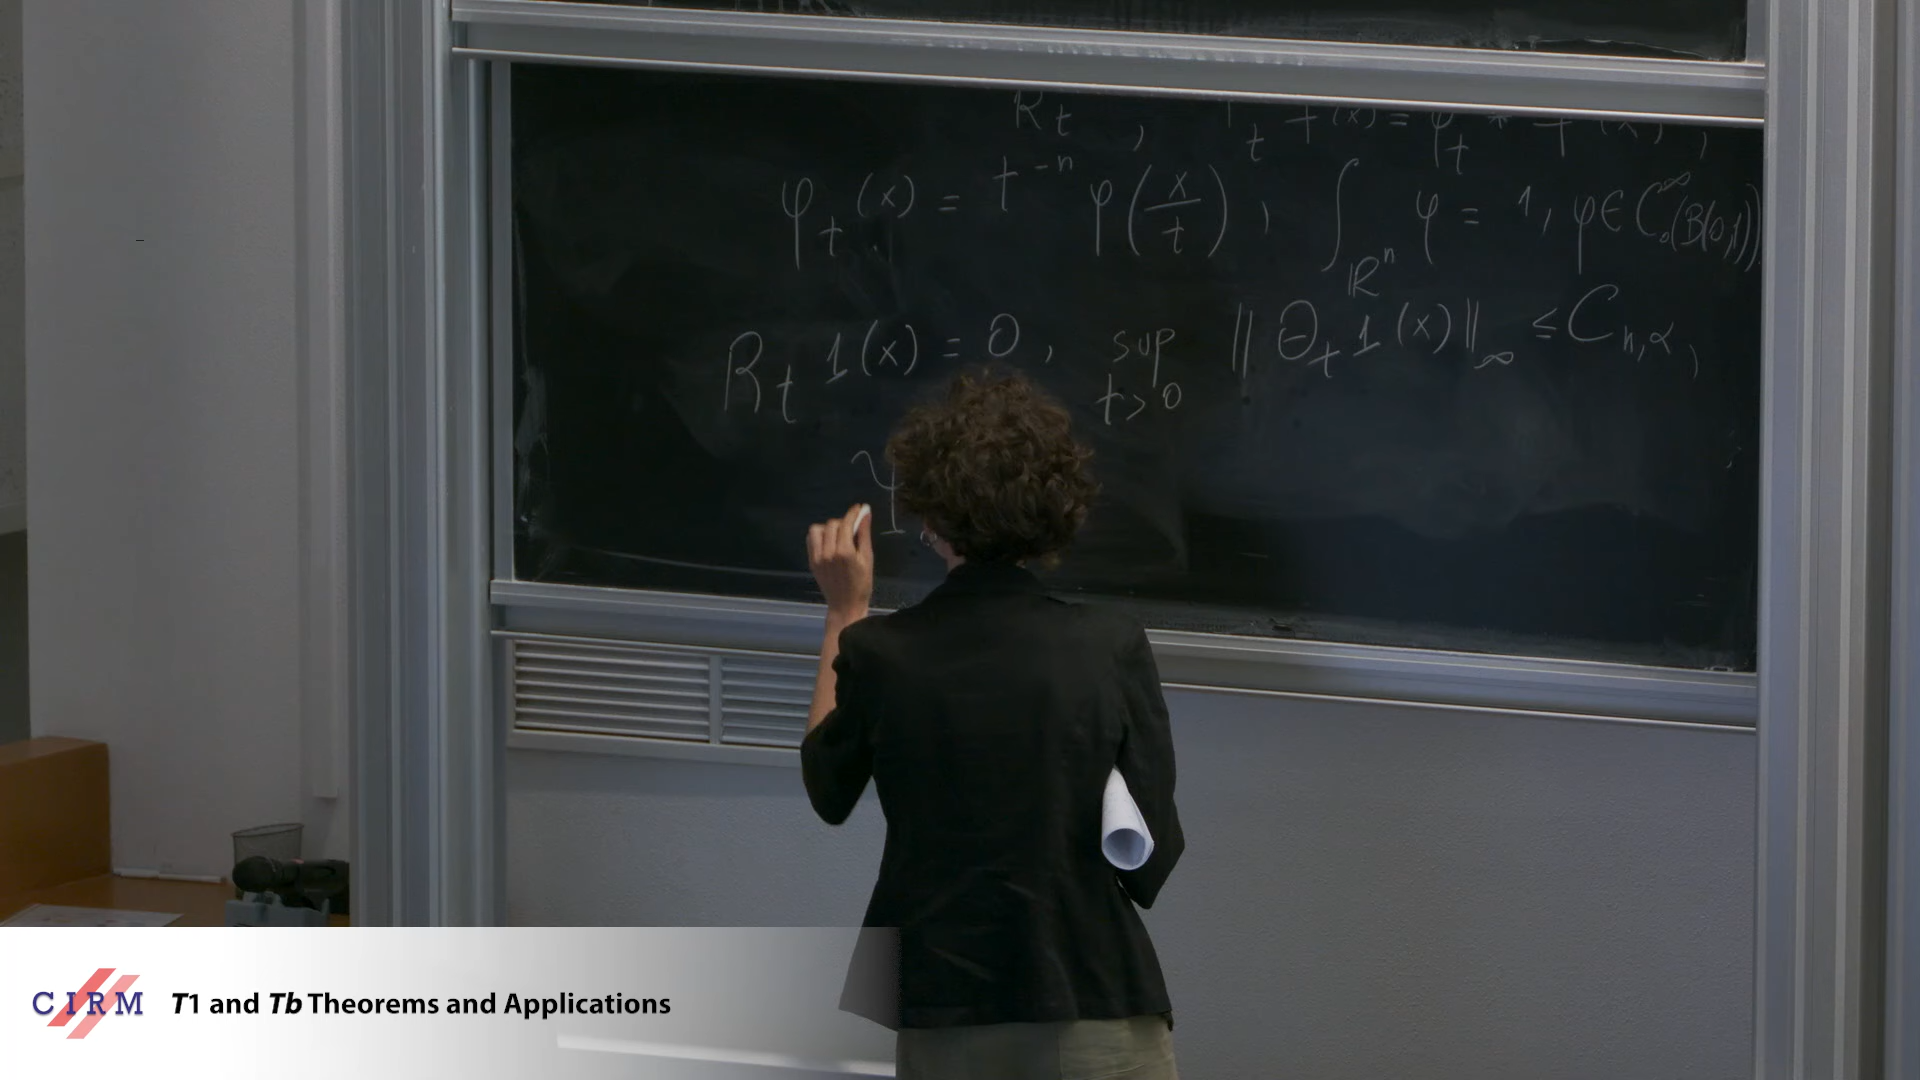 R_t , P_t f(x) = φ_t * f(x) ,
φ_t (x) = t^{-n} φ(x/t) , ∫_{ℝ^n} φ = 1 , φ ∈ C_0^∞(B(0,1))
R_t 1(x) = 0 , sup_{t>0} ‖ Θ_t 1(x) ‖_∞ ≤ C_{n,α} ,
CIRM T1 and Tb Theorems and Applications